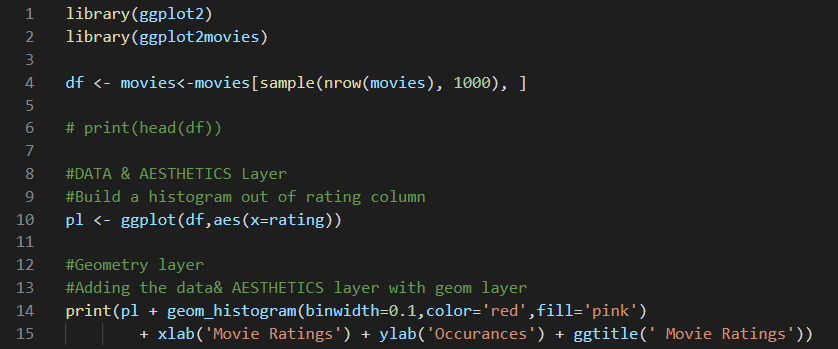 1 library(ggplot2)
2 library(ggplot2movies)
3
4 df <- movies<-movies[sample(nrow(movies), 1000), ]
5
6 # print(head(df))
7
8 #DATA & AESTHETICS Layer
9 #Build a histogram out of rating column
10 pl <- ggplot(df,aes(x=rating))
11
12 #Geometry layer
13 #Adding the data& AESTHETICS layer with geom layer
14 print(pl + geom_histogram(binwidth=0.1,color='red',fill='pink')
15 + xlab('Movie Ratings') + ylab('Occurances') + ggtitle(' Movie Ratings'))